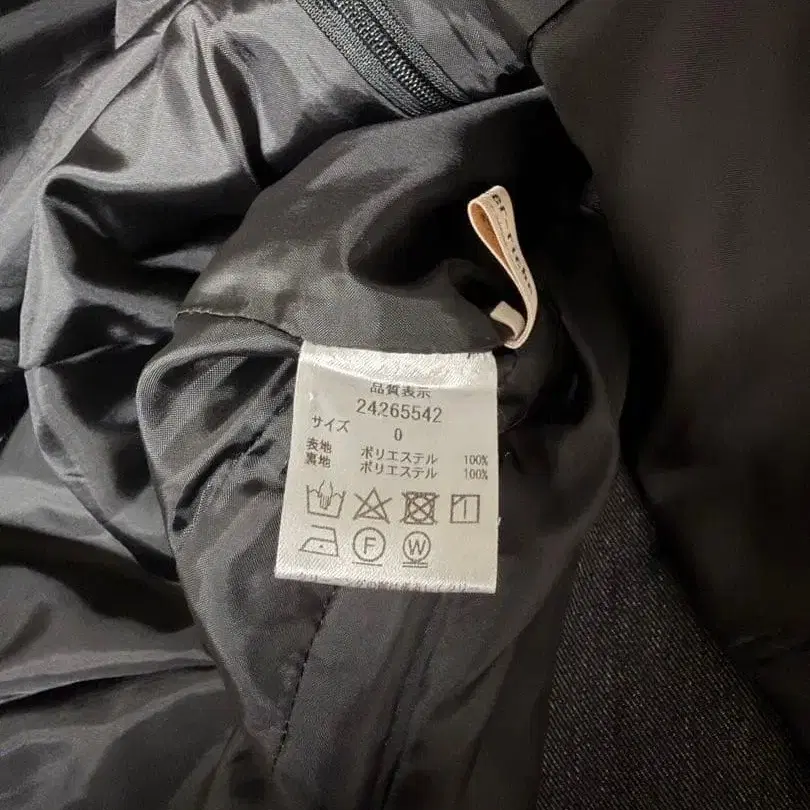 品質表示
24265542
サイズ 0
表地 ポリエステル 100%
裏地 ポリエステル 100%
F W